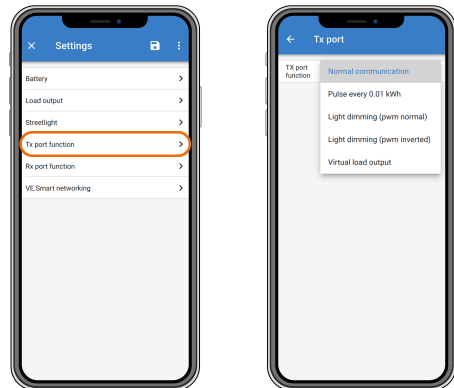 Settings
Battery
Load output
Streetlight
Tx port function
Rx port function
VE.Smart networking
Tx port
TX port
function
Normal communication
Pulse every 0.01 kWh
Light dimming (pwm normal)
Light dimming (pwm inverted)
Virtual load output